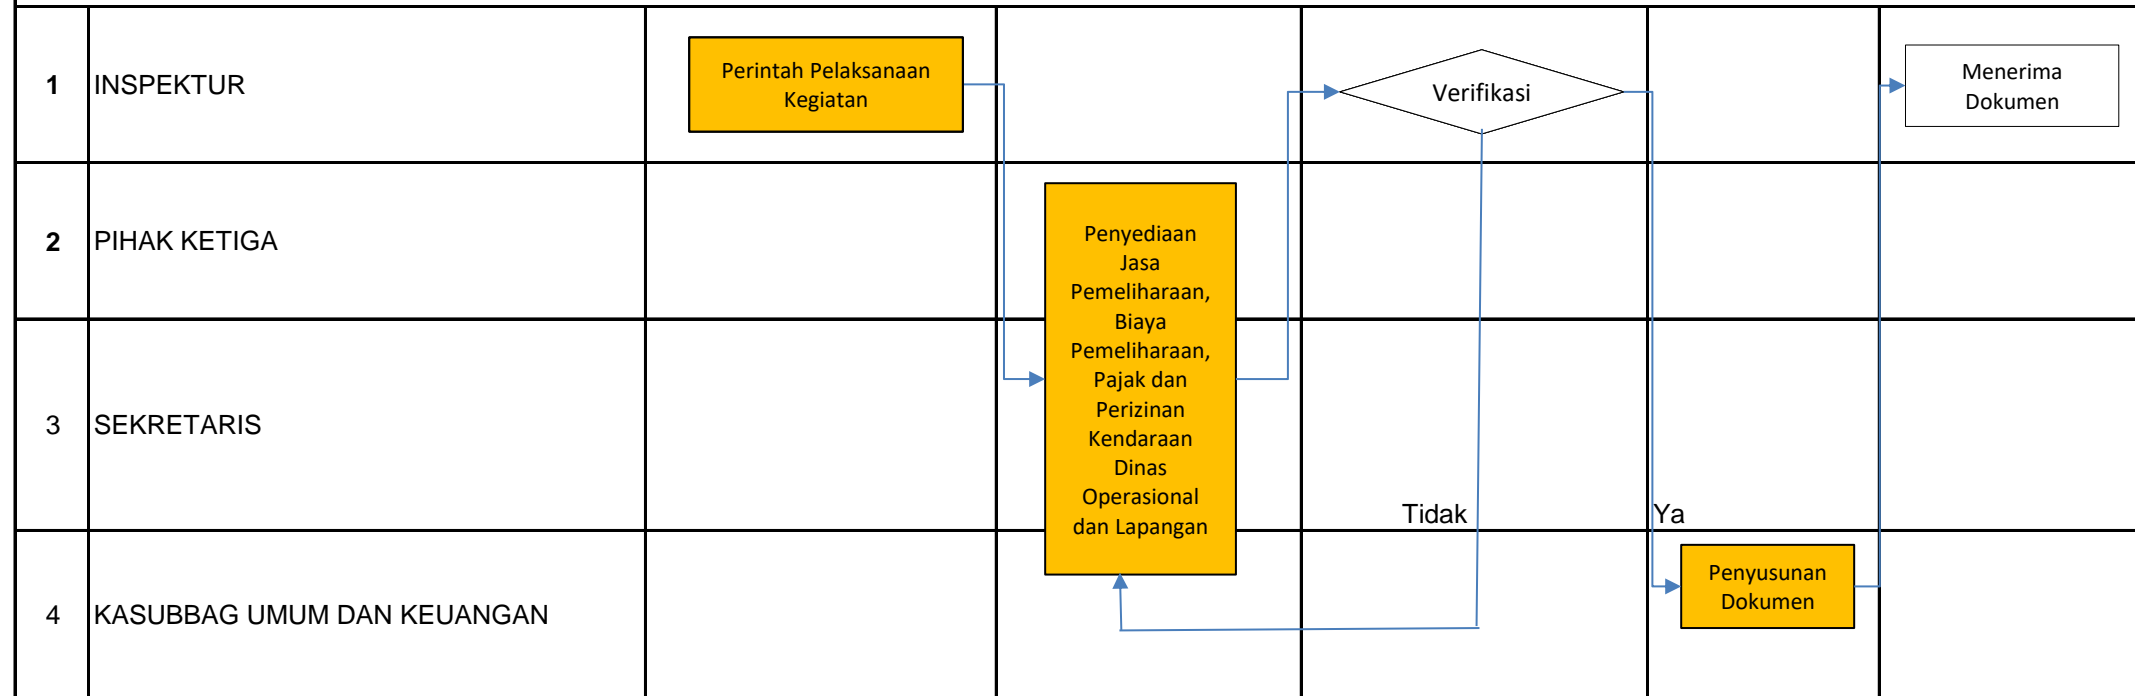 1
INSPEKTUR
Perintah Pelaksanaan
Kegiatan
Verifikasi
Menerima
Dokumen
2
PIHAK KETIGA
Penyediaan
Jasa
Pemeliharaan,
Biaya
Pemeliharaan,
Pajak dan
Perizinan
Kendaraan
Dinas
Operasional
dan Lapangan
3
SEKRETARIS
Tidak
Ya
4
KASUBBAG UMUM DAN KEUANGAN
Penyusunan
Dokumen